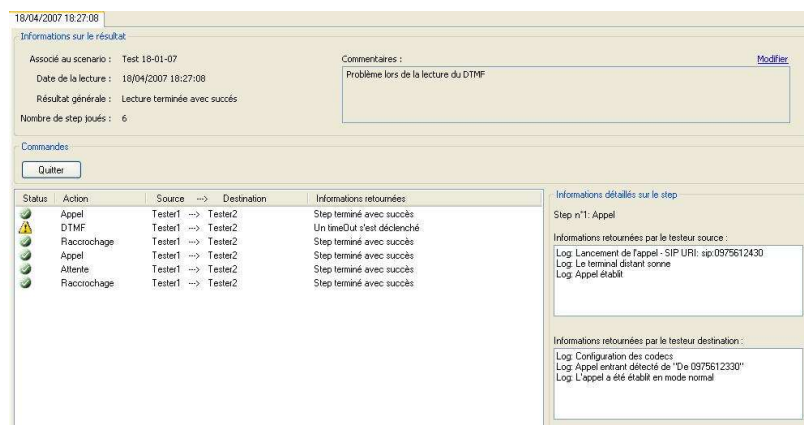 18/04/2007 18:27:08
Informations sur le résultat
Associé au scenario : Test 18-01-07
Date de la lecture : 18/04/2007 18:27:08
Résultat générale : Lecture terminée avec succés
Nombre de step joués : 6
Commentaires :
Modifier
Problème lors de la lecture du DTMF
Commandes
Quitter
Status Action Source ---> Destination Informations retournées
Appel Tester1 ---> Tester2 Step terminé avec succès
DTMF Tester1 ---> Tester2 Un timeOut s'est déclenché
Raccrochage Tester1 ---> Tester2 Step terminé avec succès
Appel Tester1 ---> Tester2 Step terminé avec succès
Attente Tester1 ---> Tester2 Step terminé avec succès
Raccrochage Tester1 ---> Tester2 Step terminé avec succès
Informations détaillés sur le step
Step n°1: Appel
Informations retournées par le testeur source :
Log: Lancement de l'appel - SIP URI: sip:0975612430
Log: Le terminal distant sonne
Log: Appel établit
Informations retournées par le testeur destination :
Log: Configuration des codecs
Log: Appel entrant détecté de "De 0975612330"
Log: L'appel a été établit en mode normal